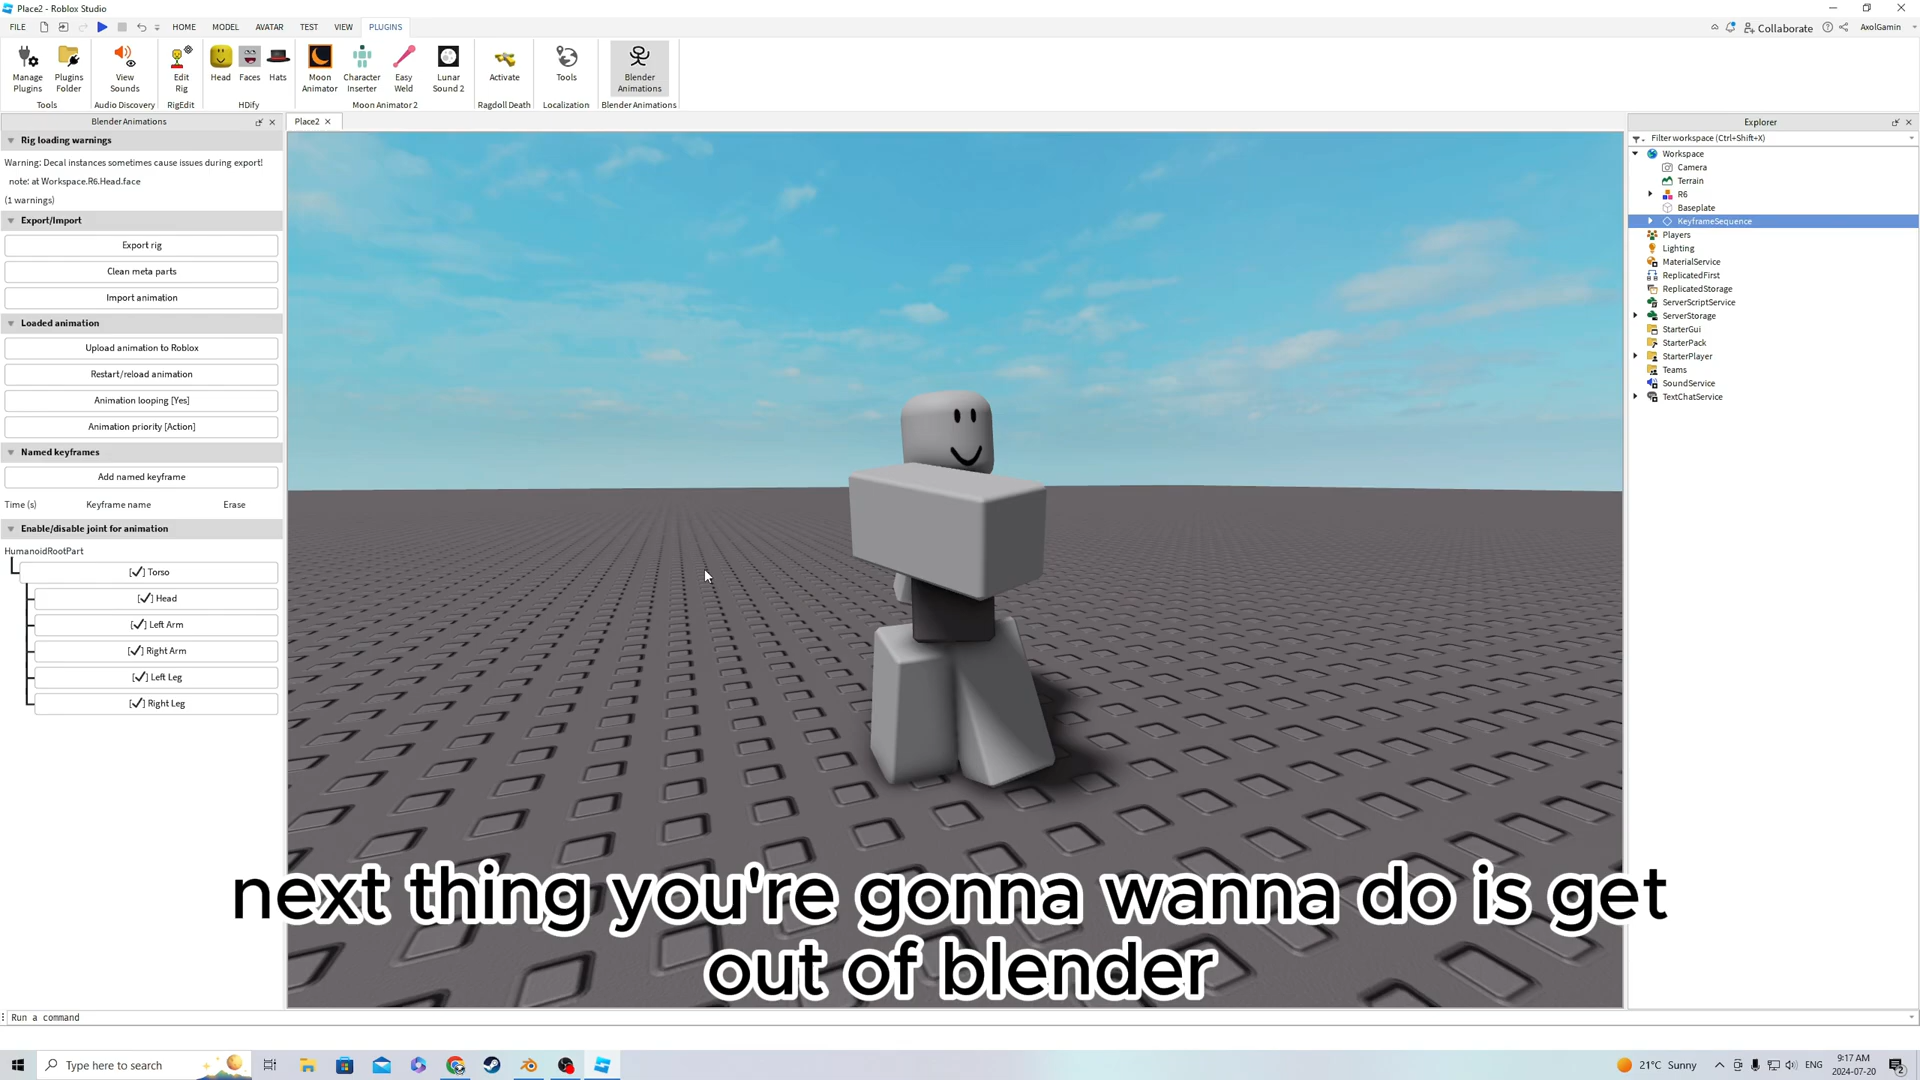 Place2 - Roblox Studio
FILE
HOME
MODEL
AVATAR
TEST
VIEW
PLUGINS
Collaborate
AxolGamin
Manage Plugins
Plugins Folder
Tools
View Sounds
Audio Discovery
Edit Rig
RigEdit
Head
Faces
Hats
HDify
Moon Animator
Character Inserter
Easy Weld
Lunar Sound 2
Moon Animator 2
Activate
Ragdoll Death
Tools
Localization
Blender Animations
Blender Animations
Blender Animations
Rig loading warnings
Warning: Decal instances sometimes cause issues during export!
note: at Workspace.R6.Head.face
(1 warnings)
Export/Import
Export rig
Clean meta parts
Import animation
Loaded animation
Upload animation to Roblox
Restart/reload animation
Animation looping [Yes]
Animation priority [Action]
Named keyframes
Add named keyframe
Time (s) Keyframe name Erase
Enable/disable joint for animation
HumanoidRootPart
[✓] Torso
[✓] Head
[✓] Left Arm
[✓] Right Arm
[✓] Left Leg
[✓] Right Leg
Place2
Explorer
Filter workspace (Ctrl+Shift+X)
Workspace
Camera
Terrain
R6
Baseplate
KeyframeSequence
Players
Lighting
MaterialService
ReplicatedFirst
ReplicatedStorage
ServerScriptService
ServerStorage
StarterGui
StarterPack
StarterPlayer
Teams
SoundService
TextChatService
next thing you're gonna wanna do is get
out of blender
Run a command
Type here to search
21°C Sunny
ENG
9:17 AM
2024-07-20
2